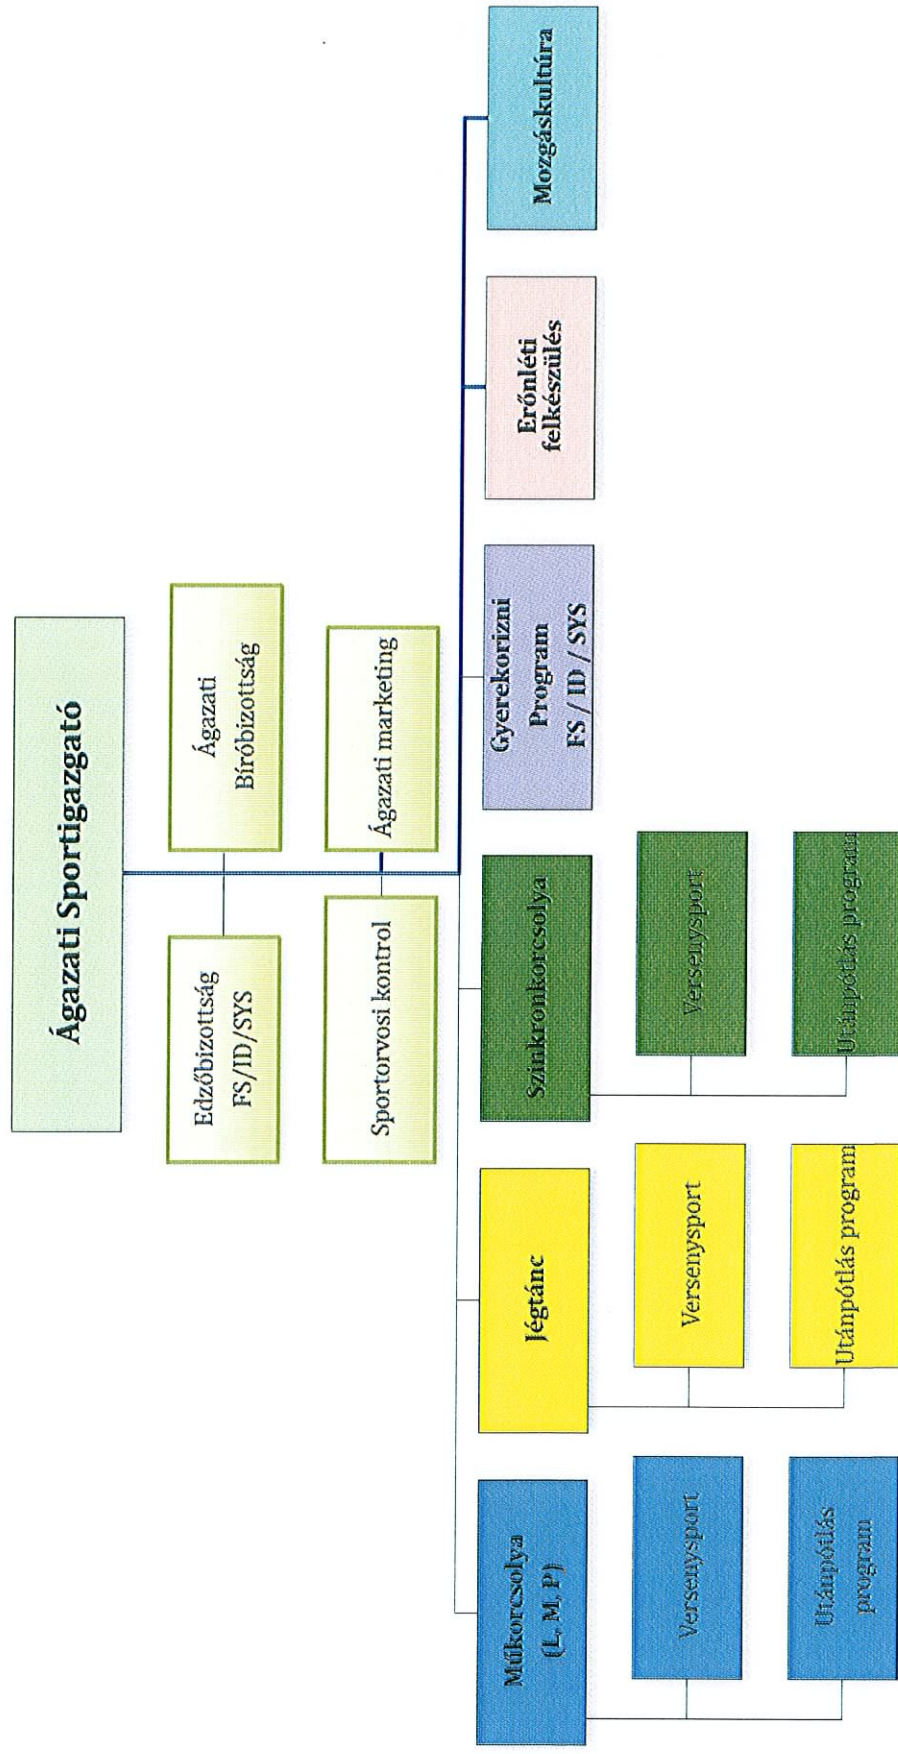 Ágazati Sportigazgató
Edzőbizottság
FS/ID/SYS
Ágazati
Bíróbizottság
Sportorvosi kontrol
Ágazati marketing
Műkorcsolya
(L, M, P)
Versenysport
Utánpótlás
program
Jégtánc
Versenysport
Utánpótlás program
Szinkronkorcsolya
Versenysport
Utánpótlás program
Gyerekorizni
Program
FS / ID / SYS
Erőnléti
felkészülés
Mozgáskultúra